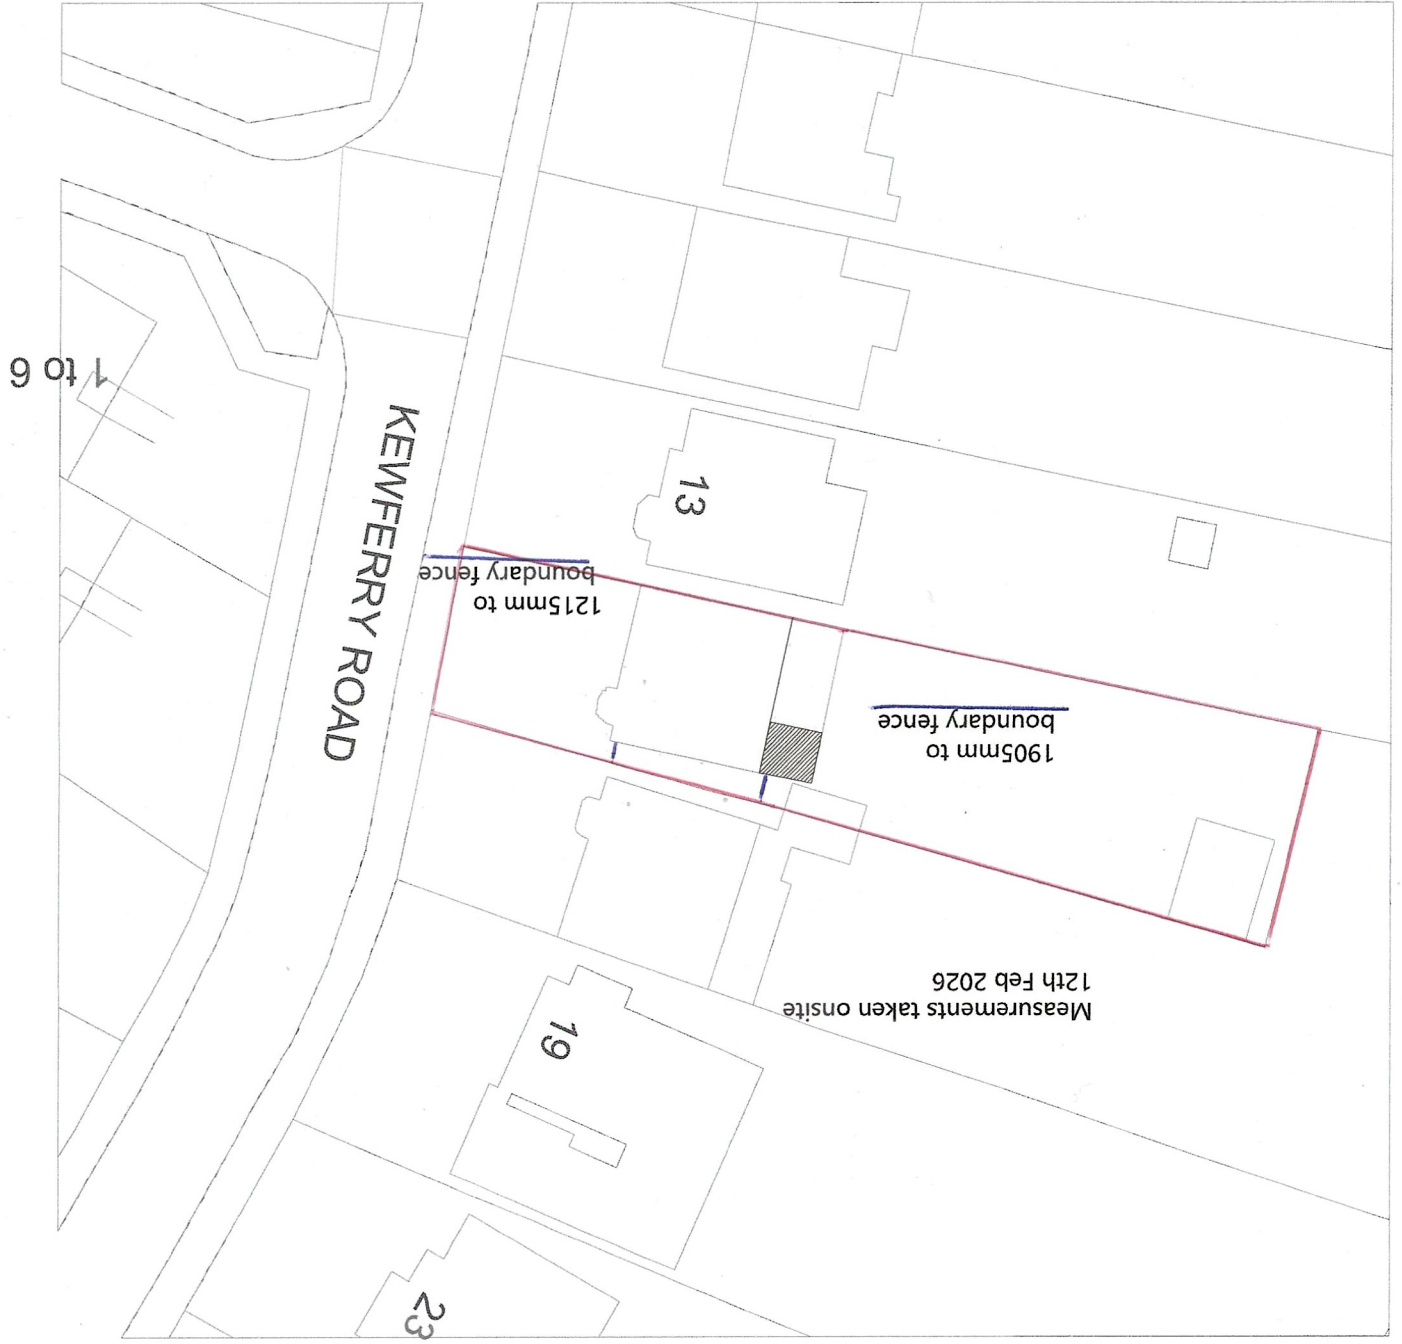 1 to 6
KEWFERRY ROAD
13
1215mm to
boundary fence
1905mm to
boundary fence
Measurements taken onsite
12th Feb 2026
19
23